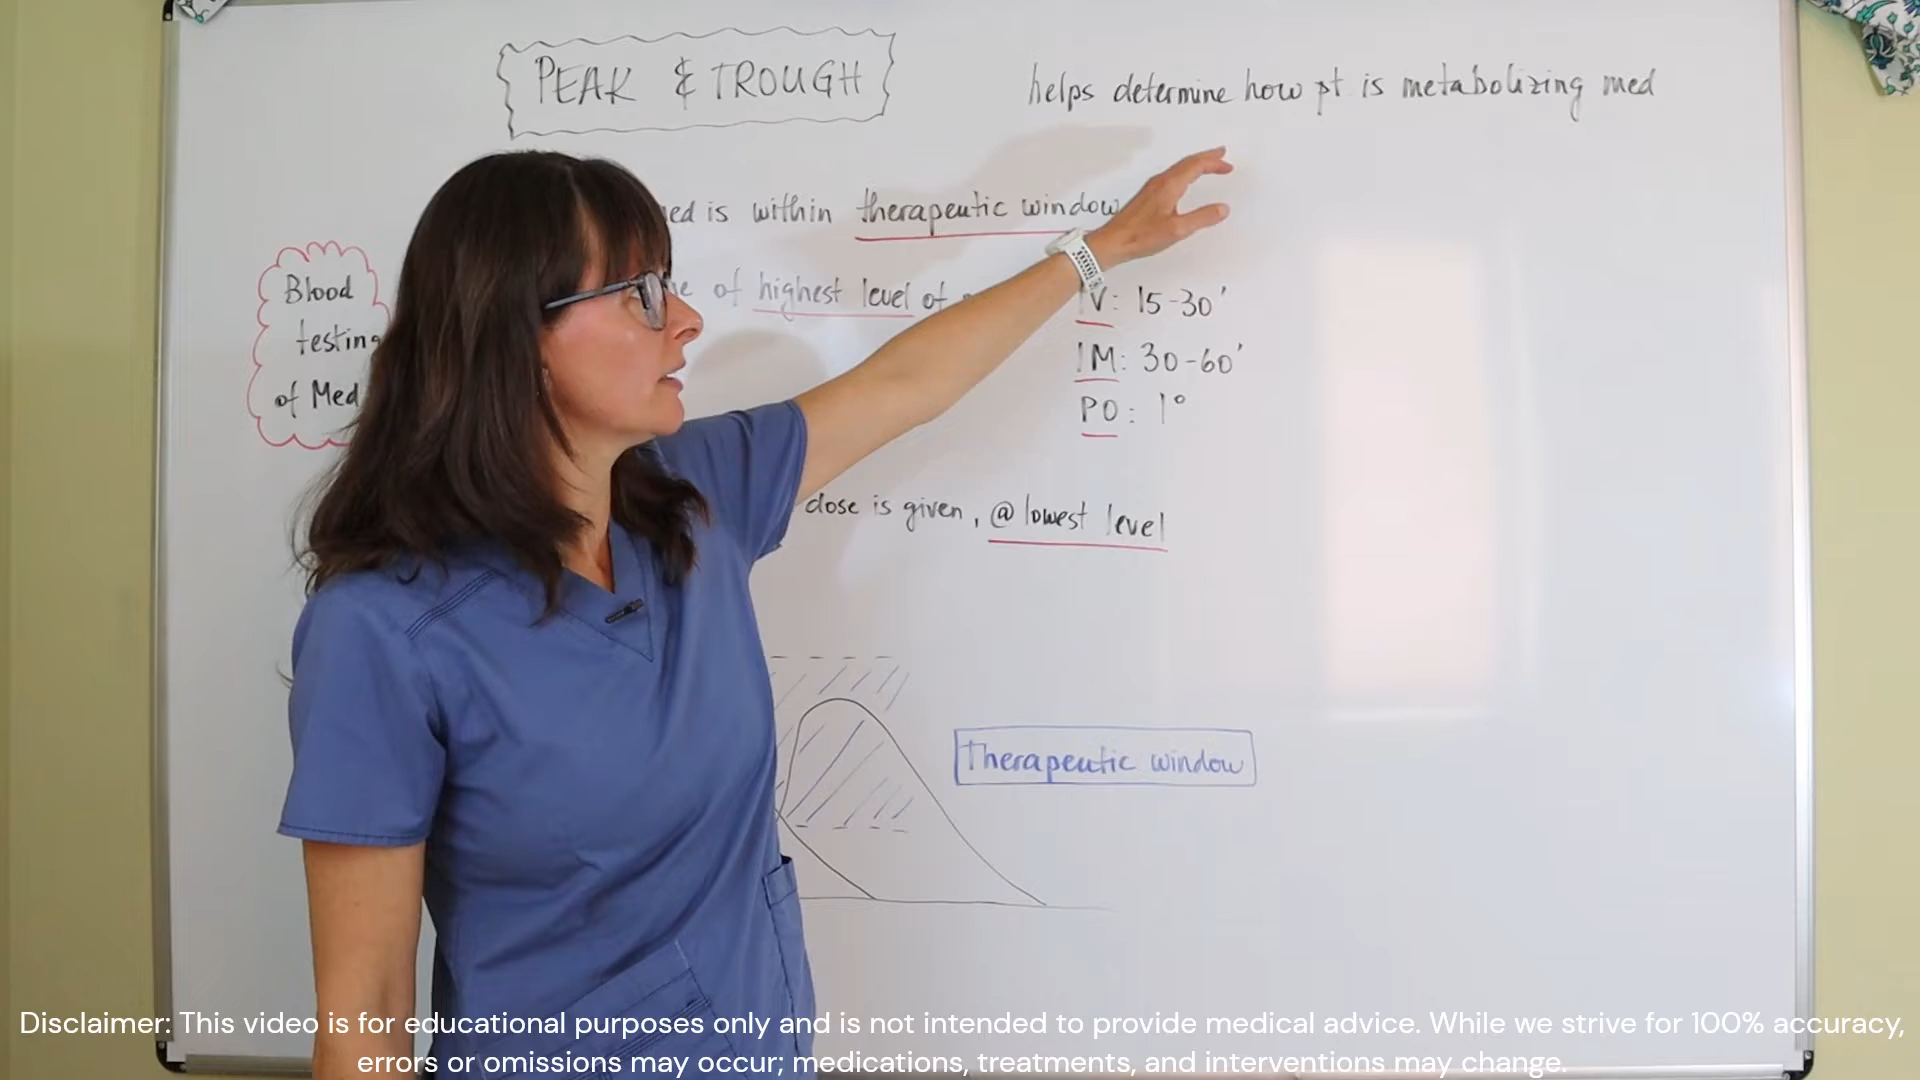 PEAK & TROUGH
helps determine how pt is metabolizing med
is within therapeutic window
of highest level of
Blood
testing
of Med
IV: 15-30'
IM: 30-60'
PO: 1°
dose is given, @ lowest level
Therapeutic window
Disclaimer: This video is for educational purposes only and is not intended to provide medical advice. While we strive for 100% accuracy,
errors or omissions may occur; medications, treatments, and interventions may change.